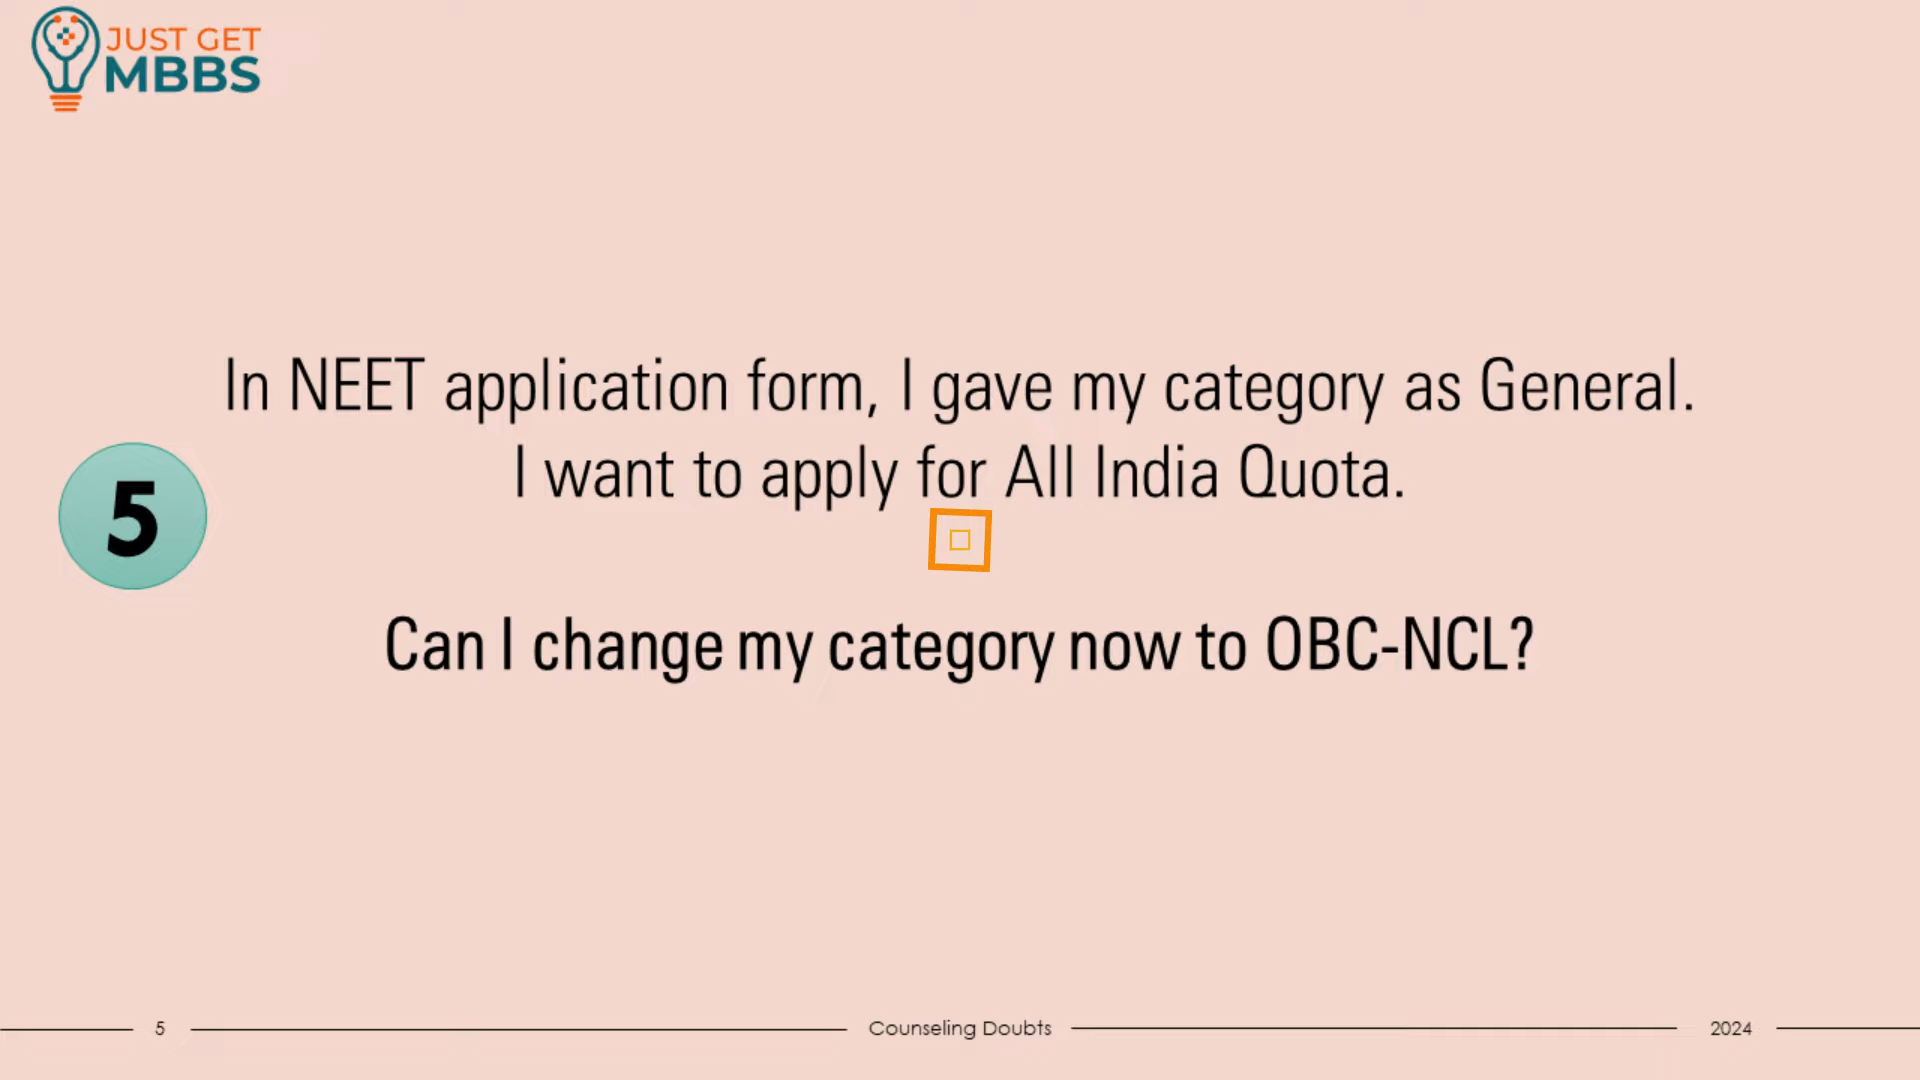 JUST GET
MBBS
In NEET application form, I gave my category as General.
I want to apply for All India Quota.
5
Can I change my category now to OBC-NCL?
5
Counseling Doubts
2024